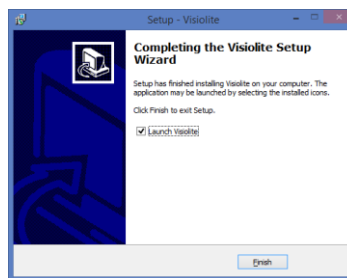 Setup - Visiolite
Completing the Visiolite Setup
Wizard
Setup has finished installing Visiolite on your computer. The
application may be launched by selecting the installed icons.
Click Finish to exit Setup.
Launch Visiolite
Finish